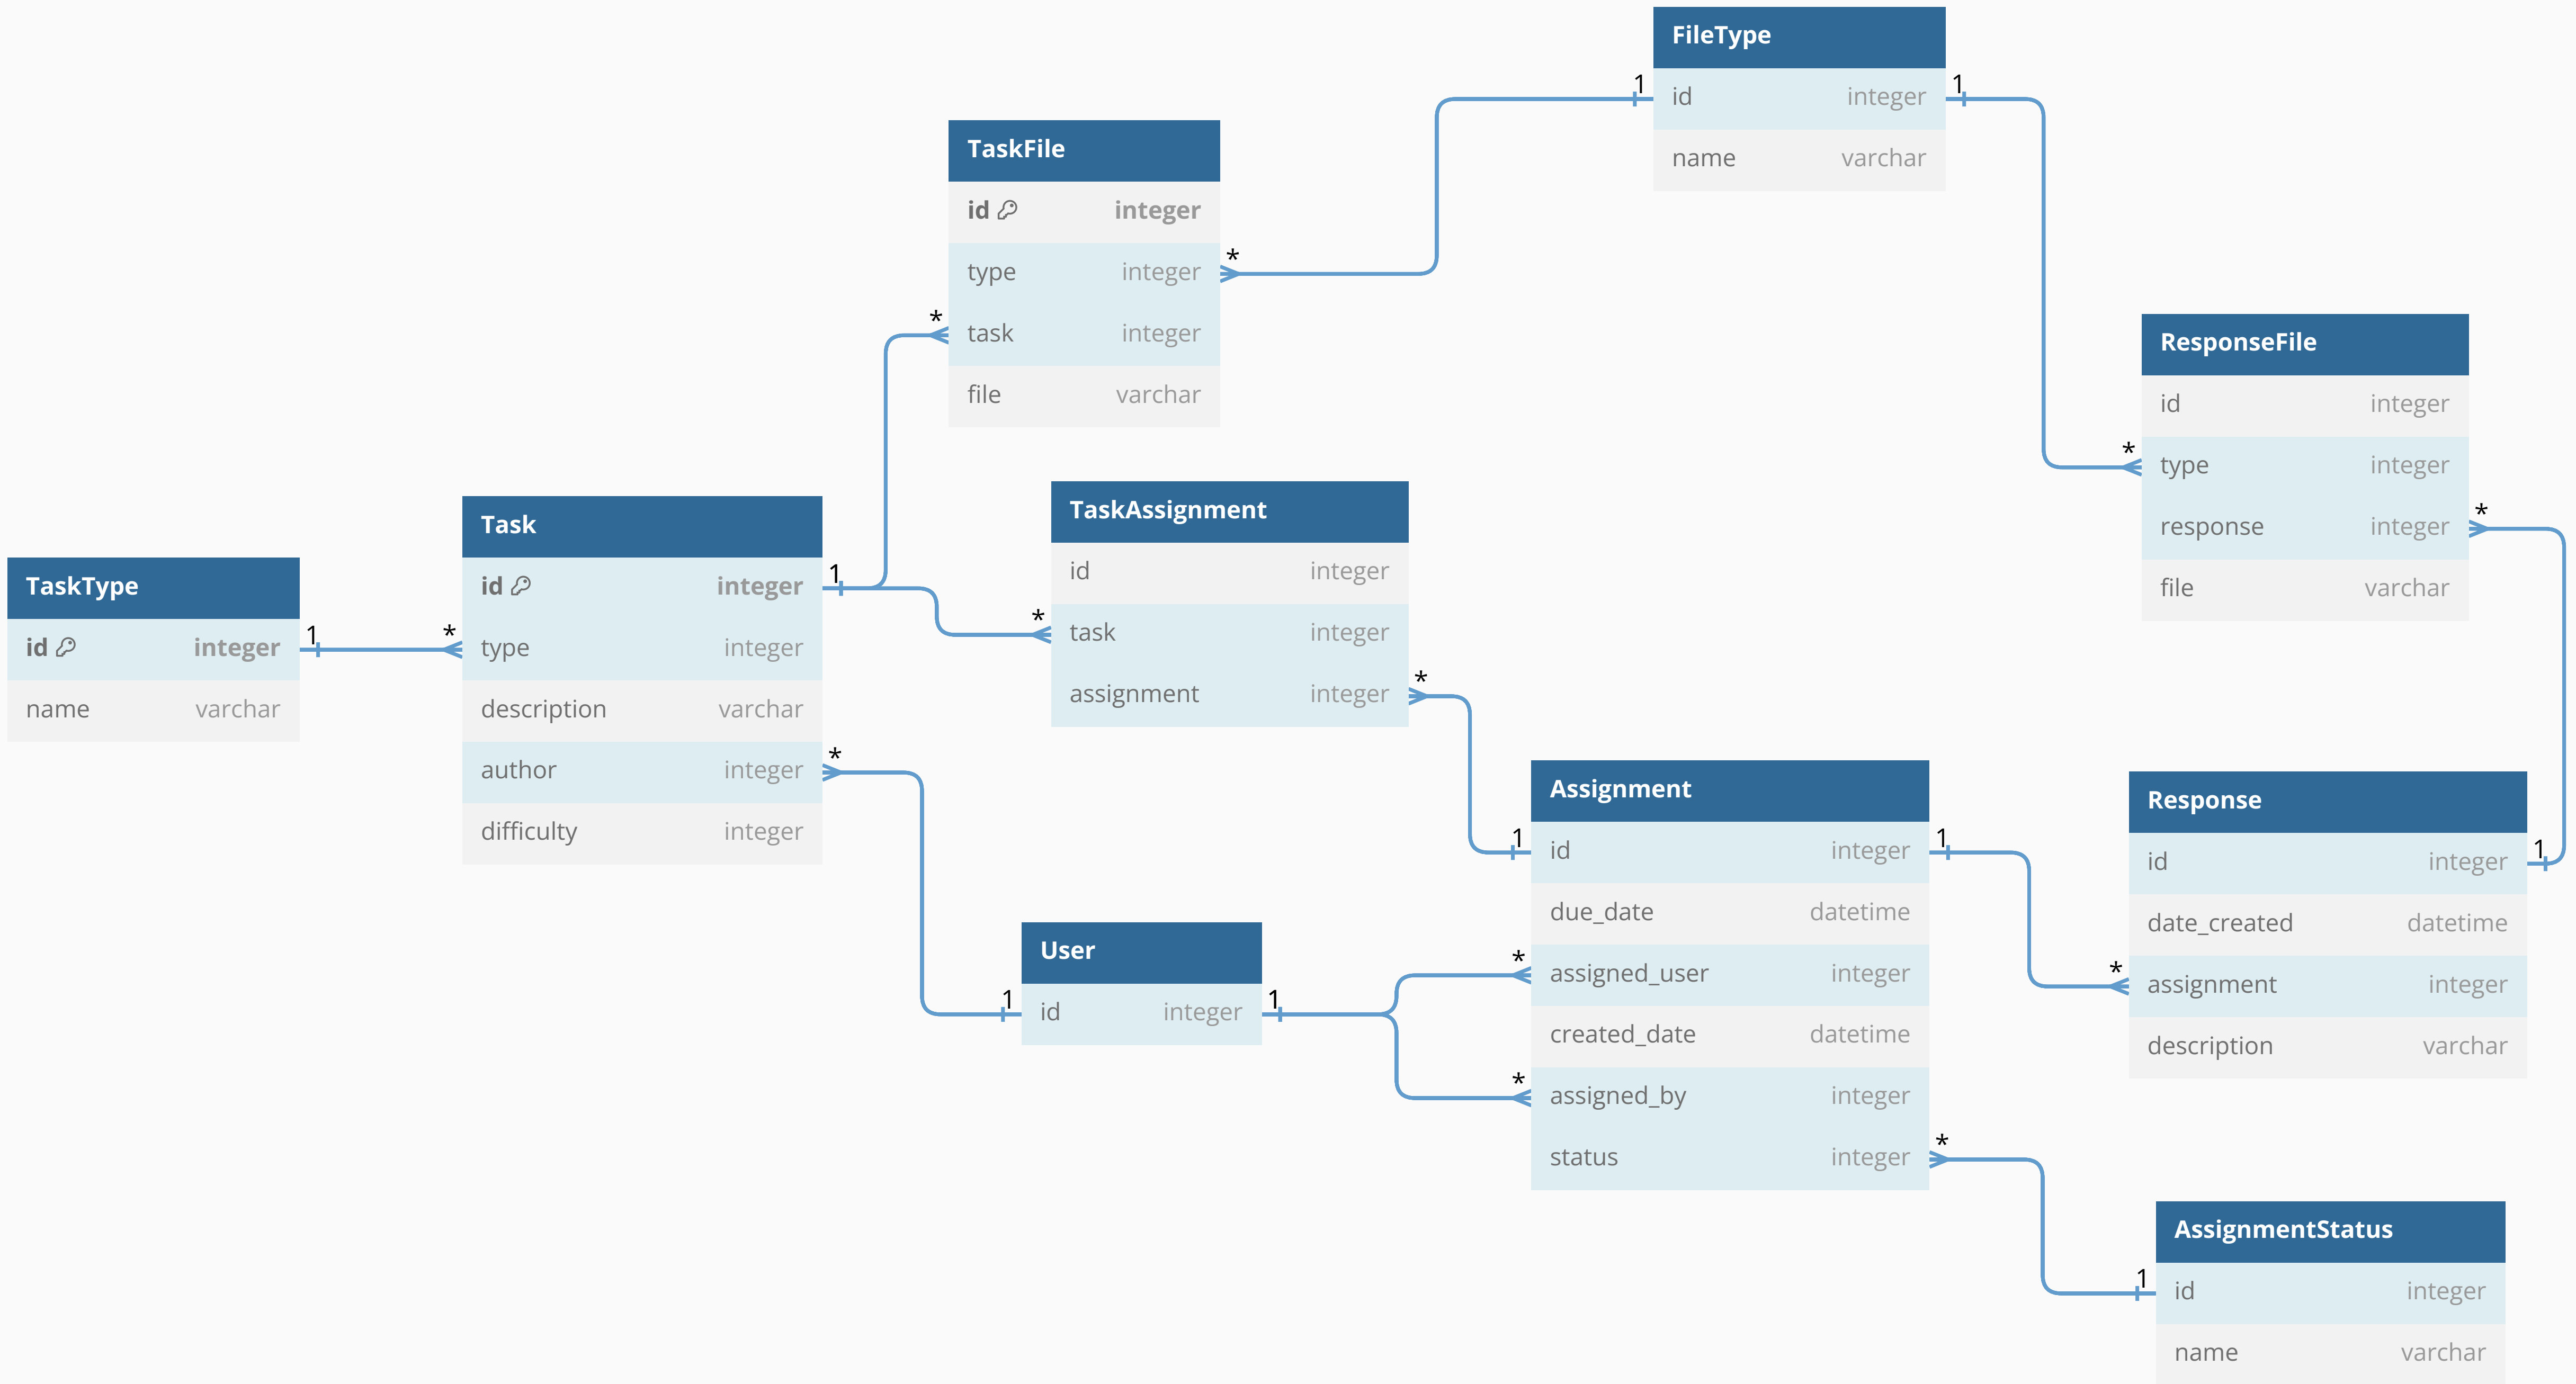 FileType
1 id integer 1
name varchar
TaskFile
id integer
type integer *
* task integer
file varchar
ResponseFile
id integer
* type integer
response integer *
file varchar
TaskAssignment
id integer
* task integer
assignment integer *
Task
id integer 1
* type integer
description varchar
author integer *
difficulty integer
TaskType
id integer 1
name varchar
Assignment
1 id integer 1
due_date datetime
* assigned_user integer
created_date datetime
* assigned_by integer
status integer *
Response
id integer 1
date_created datetime
* assignment integer
description varchar
User
1 id integer 1
AssignmentStatus
1 id integer
name varchar